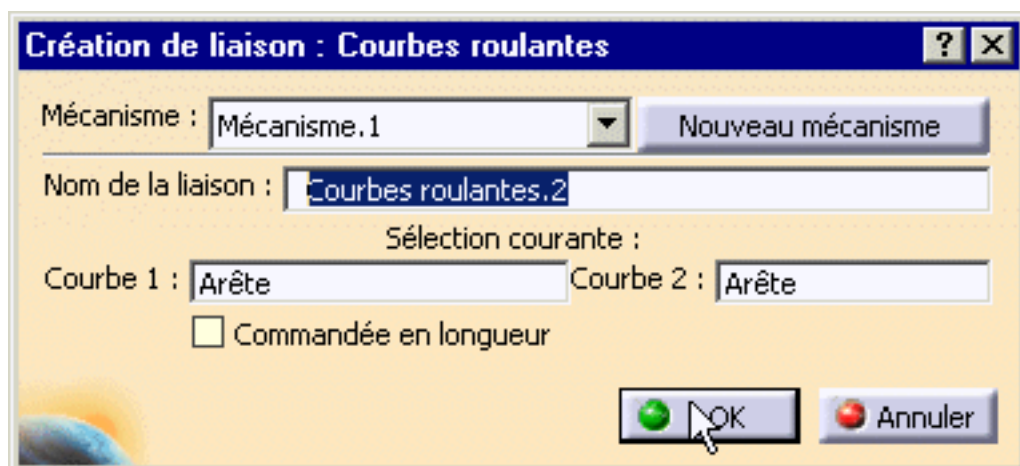 Création de liaison : Courbes roulantes
Mécanisme : Mécanisme.1 Nouveau mécanisme
Nom de la liaison : Courbes roulantes.2
Sélection courante :
Courbe 1 : Arête Courbe 2 : Arête
Commandée en longueur
OK Annuler